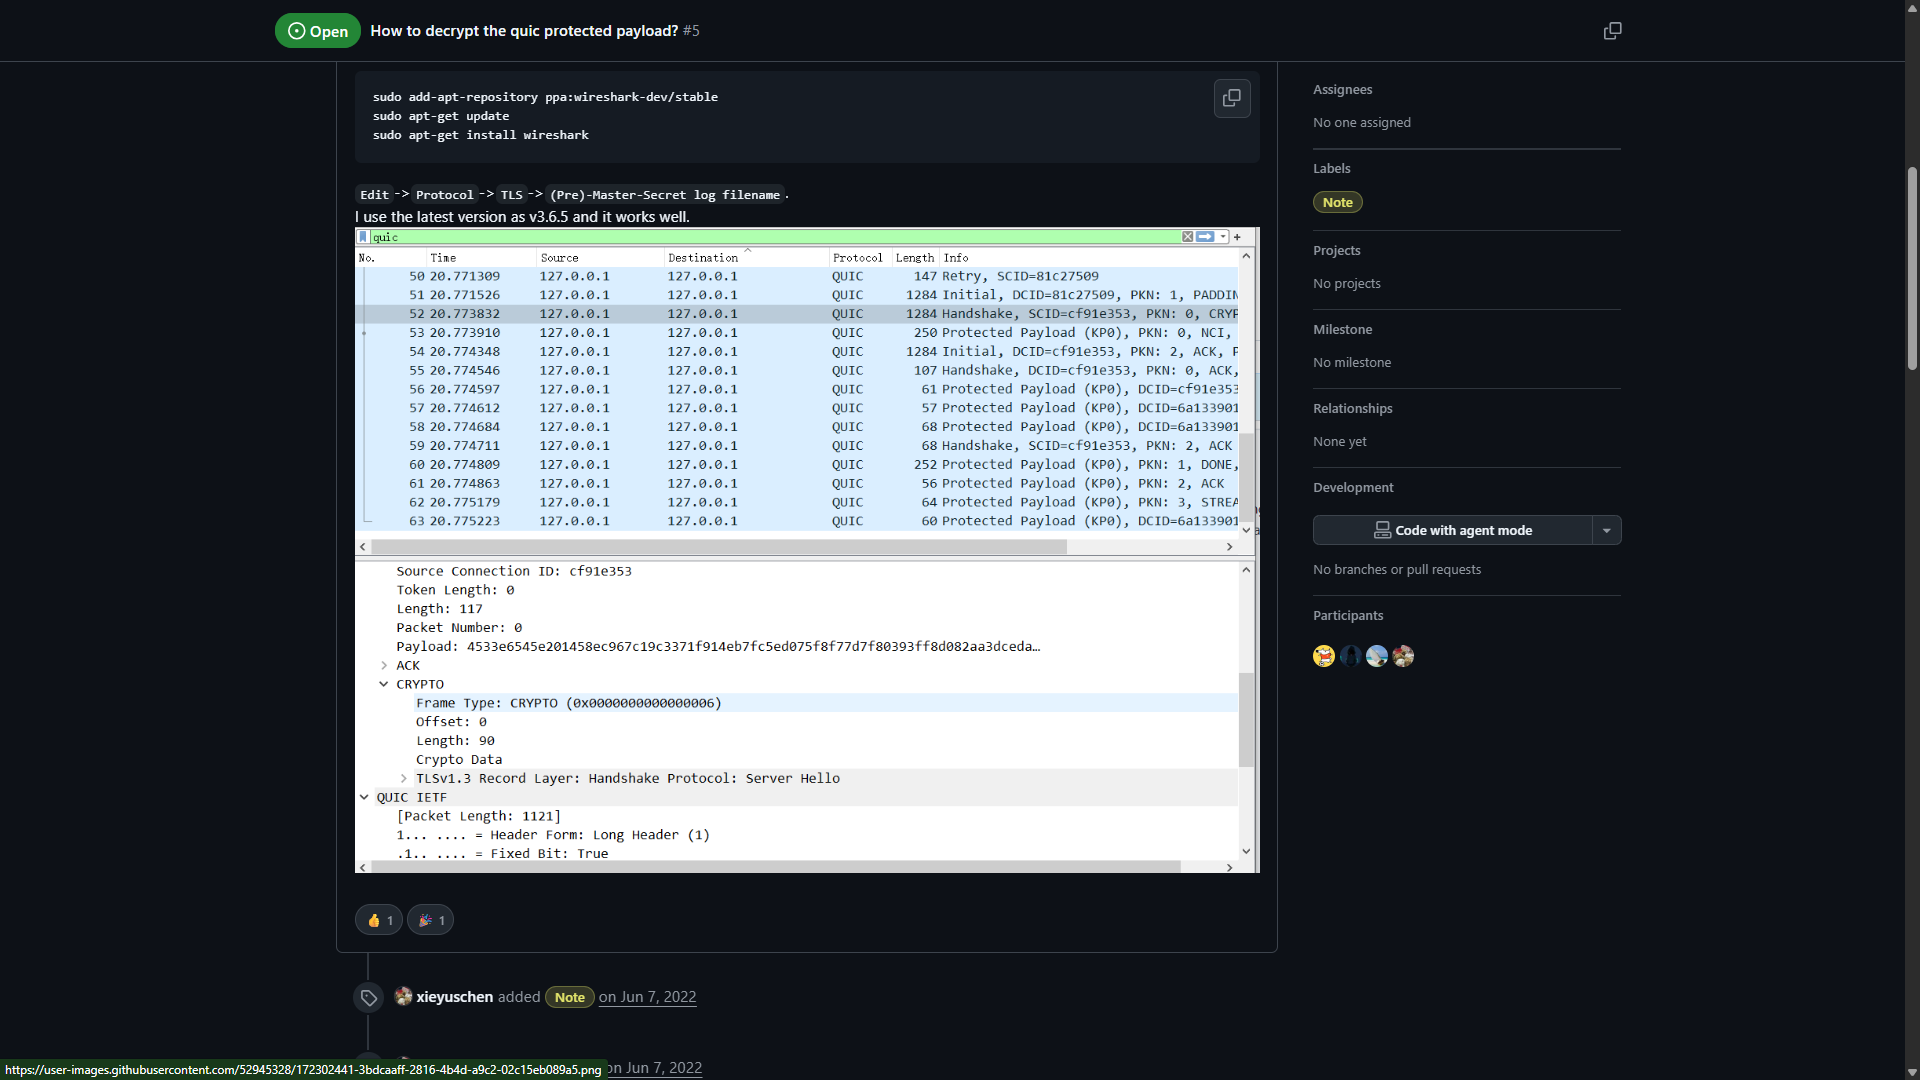 Open How to decrypt the quic protected payload? #5
sudo add-apt-repository ppa:wireshark-dev/stable
sudo apt-get update
sudo apt-get install wireshark
Edit -> Protocol -> TLS -> (Pre)-Master-Secret log filename .
I use the latest version as v3.6.5 and it works well.
quic
No. Time Source Destination Protocol Length Info
50 20.771309 127.0.0.1 127.0.0.1 QUIC 147 Retry, SCID=81c27509
51 20.771526 127.0.0.1 127.0.0.1 QUIC 1284 Initial, DCID=81c27509, PKN: 1, PADDIN
52 20.773832 127.0.0.1 127.0.0.1 QUIC 1284 Handshake, SCID=cf91e353, PKN: 0, CRYP
53 20.773910 127.0.0.1 127.0.0.1 QUIC 250 Protected Payload (KP0), PKN: 0, NCI,
54 20.774348 127.0.0.1 127.0.0.1 QUIC 1284 Initial, DCID=cf91e353, PKN: 2, ACK, P
55 20.774546 127.0.0.1 127.0.0.1 QUIC 107 Handshake, DCID=cf91e353, PKN: 0, ACK,
56 20.774597 127.0.0.1 127.0.0.1 QUIC 61 Protected Payload (KP0), DCID=cf91e353
57 20.774612 127.0.0.1 127.0.0.1 QUIC 57 Protected Payload (KP0), DCID=6a133901
58 20.774684 127.0.0.1 127.0.0.1 QUIC 68 Protected Payload (KP0), DCID=6a133901
59 20.774711 127.0.0.1 127.0.0.1 QUIC 68 Handshake, SCID=cf91e353, PKN: 2, ACK
60 20.774809 127.0.0.1 127.0.0.1 QUIC 252 Protected Payload (KP0), PKN: 1, DONE,
61 20.774863 127.0.0.1 127.0.0.1 QUIC 56 Protected Payload (KP0), PKN: 2, ACK
62 20.775179 127.0.0.1 127.0.0.1 QUIC 64 Protected Payload (KP0), PKN: 3, STREA
63 20.775223 127.0.0.1 127.0.0.1 QUIC 60 Protected Payload (KP0), DCID=6a133901
Source Connection ID: cf91e353
Token Length: 0
Length: 117
Packet Number: 0
Payload: 4533e6545e201458ec967c19c3371f914eb7fc5ed075f8f77d7f80393ff8d082aa3dceda…
ACK
CRYPTO
Frame Type: CRYPTO (0x0000000000000006)
Offset: 0
Length: 90
Crypto Data
TLSv1.3 Record Layer: Handshake Protocol: Server Hello
QUIC IETF
[Packet Length: 1121]
1... .... = Header Form: Long Header (1)
.1.. .... = Fixed Bit: True
👍 1 🎉 1
xieyuschen added Note on Jun 7, 2022
on Jun 7, 2022
https://user-images.githubusercontent.com/52945328/172302441-3bdcaaff-2816-4b4d-a9c2-02c15eb089a5.png
Assignees
No one assigned
Labels
Note
Projects
No projects
Milestone
No milestone
Relationships
None yet
Development
Code with agent mode
No branches or pull requests
Participants